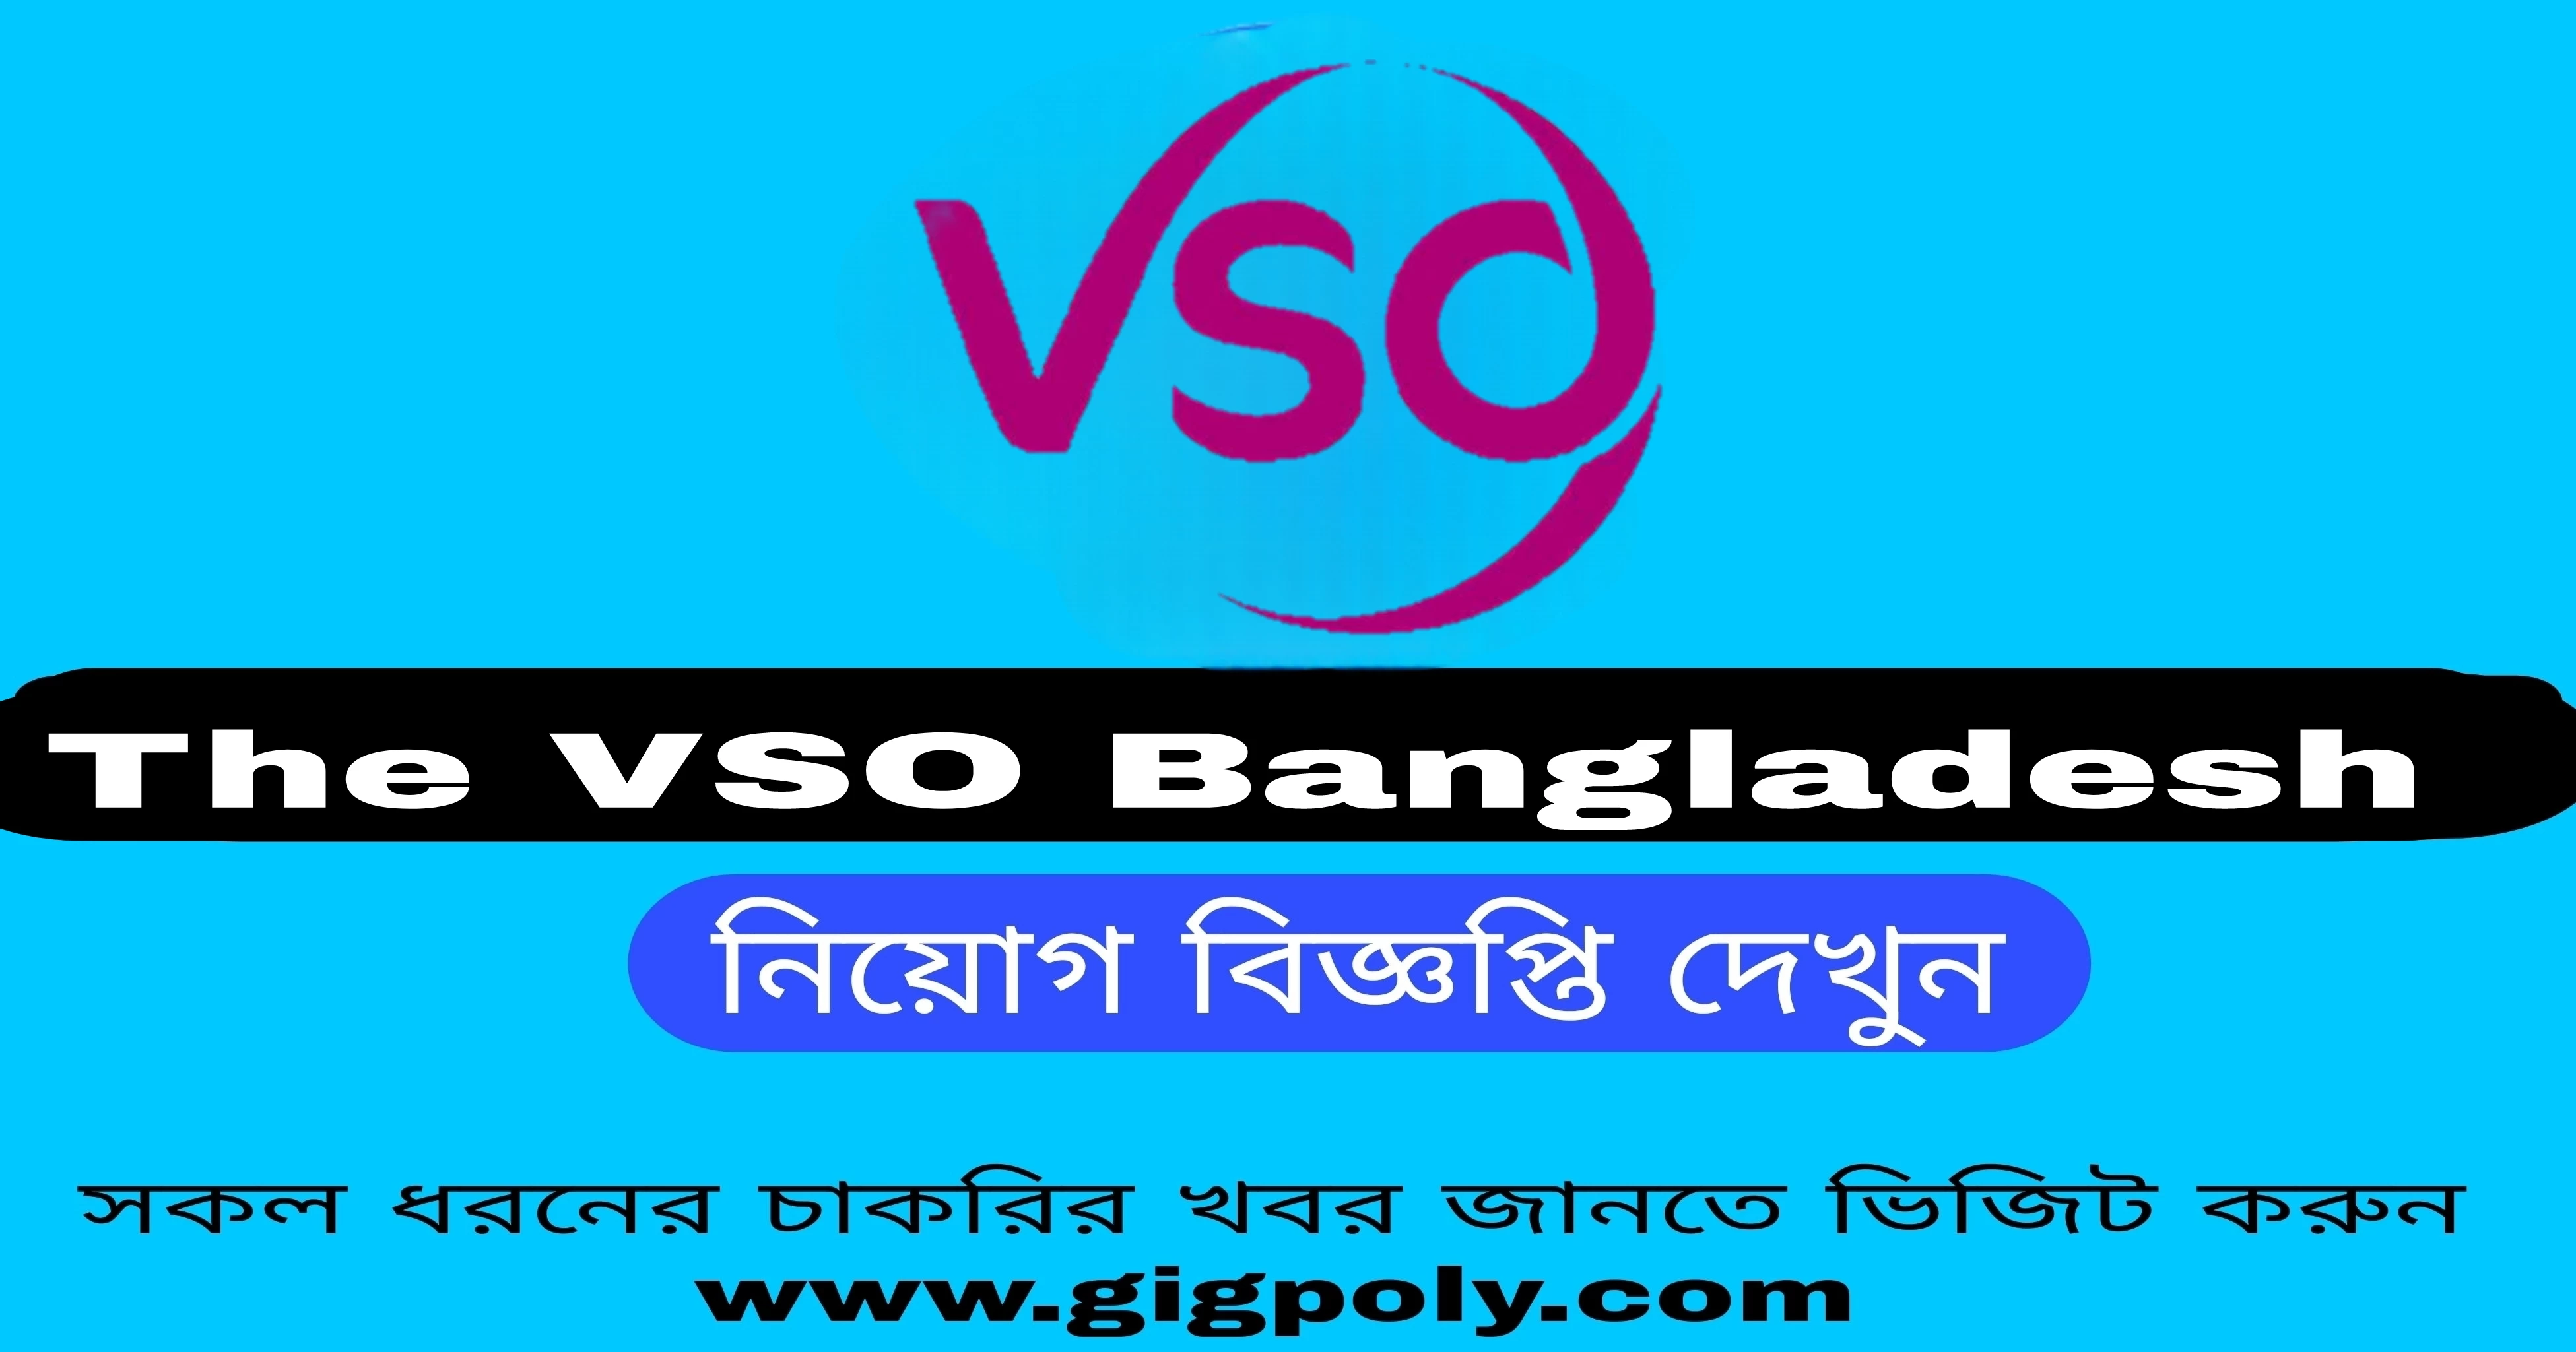 vso
The VSO Bangladesh
নিয়োগ বিজ্ঞপ্তি দেখুন
সকল ধরনের চাকরির খবর জানতে ভিজিট করুন
www.gigpoly.com